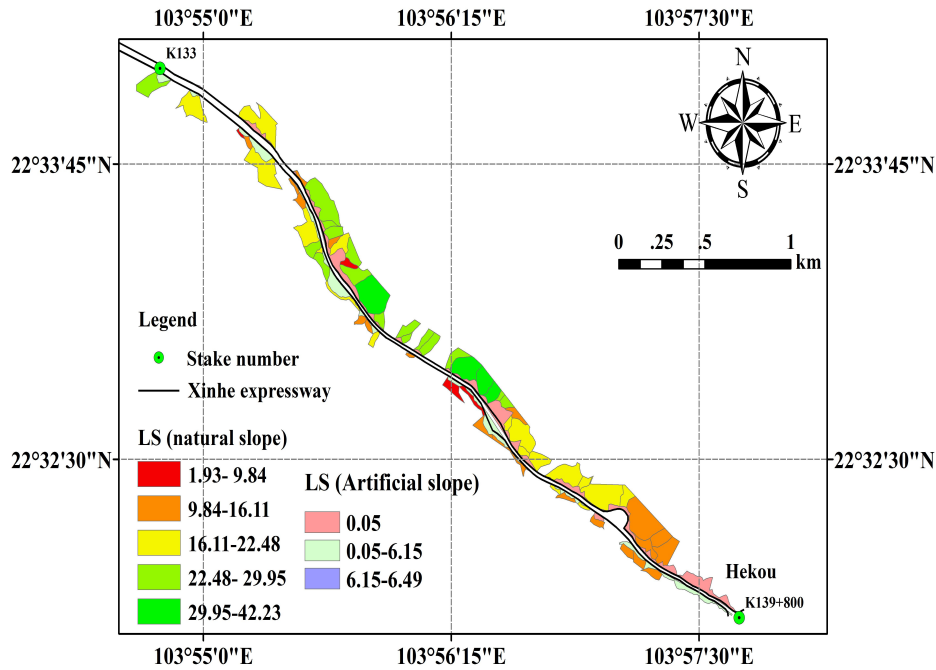 103°55'0"E 103°56'15"E 103°57'30"E
K133
N
W E
S
22°33'45"N 22°33'45"N
0 .25 .5 1
km
Legend
Stake number
Xinhe expressway
LS (natural slope)
1.93- 9.84
9.84-16.11
16.11-22.48
22.48- 29.95
29.95-42.23
LS (Artificial slope)
0.05
0.05-6.15
6.15-6.49
22°32'30"N 22°32'30"N
Hekou
K139+800
103°55'0"E 103°56'15"E 103°57'30"E